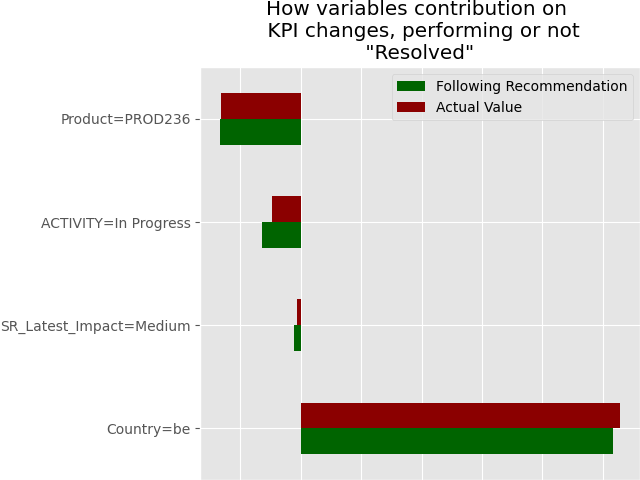 How variables contribution on
KPI changes, performing or not
"Resolved"
Following Recommendation
Actual Value
Product=PROD236
ACTIVITY=In Progress
SR_Latest_Impact=Medium
Country=be